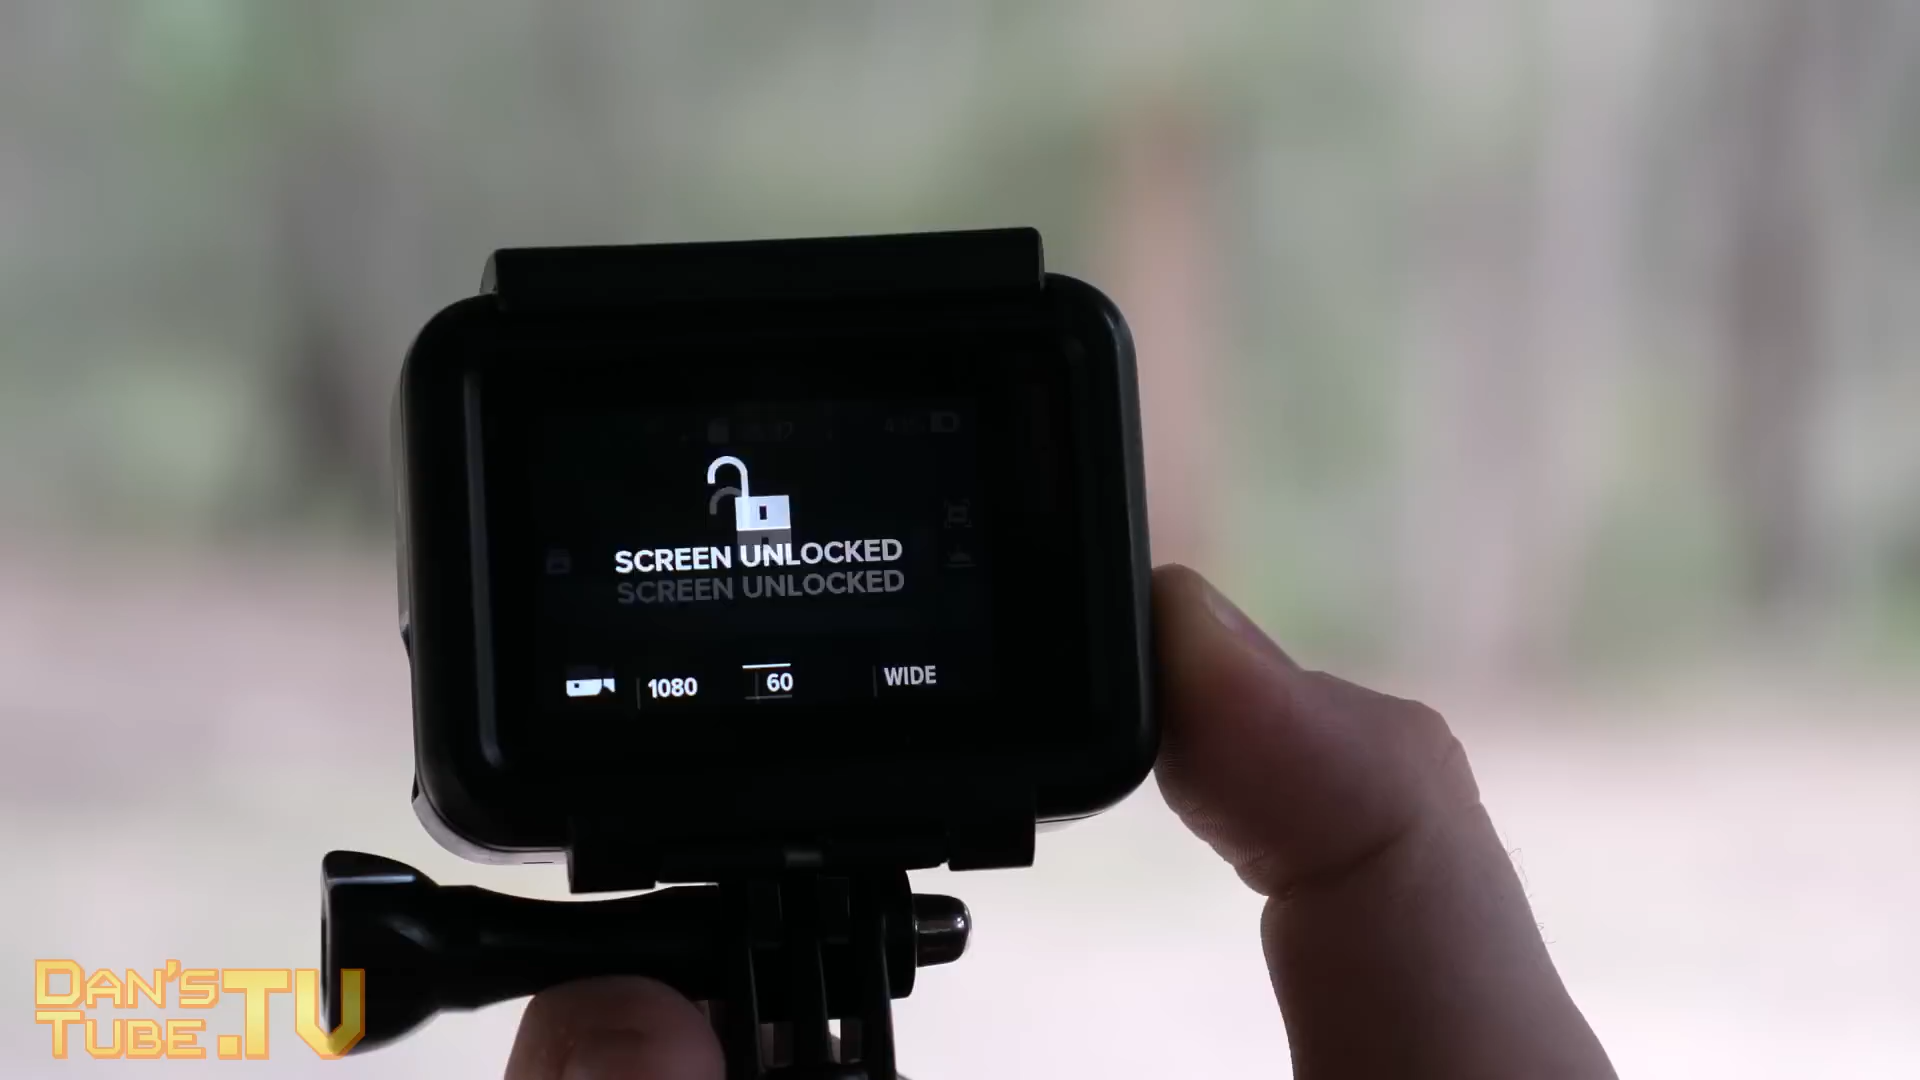 SCREEN UNLOCKED
SCREEN UNLOCKED
1080
60
WIDE
DAN'S
TUBE.TV